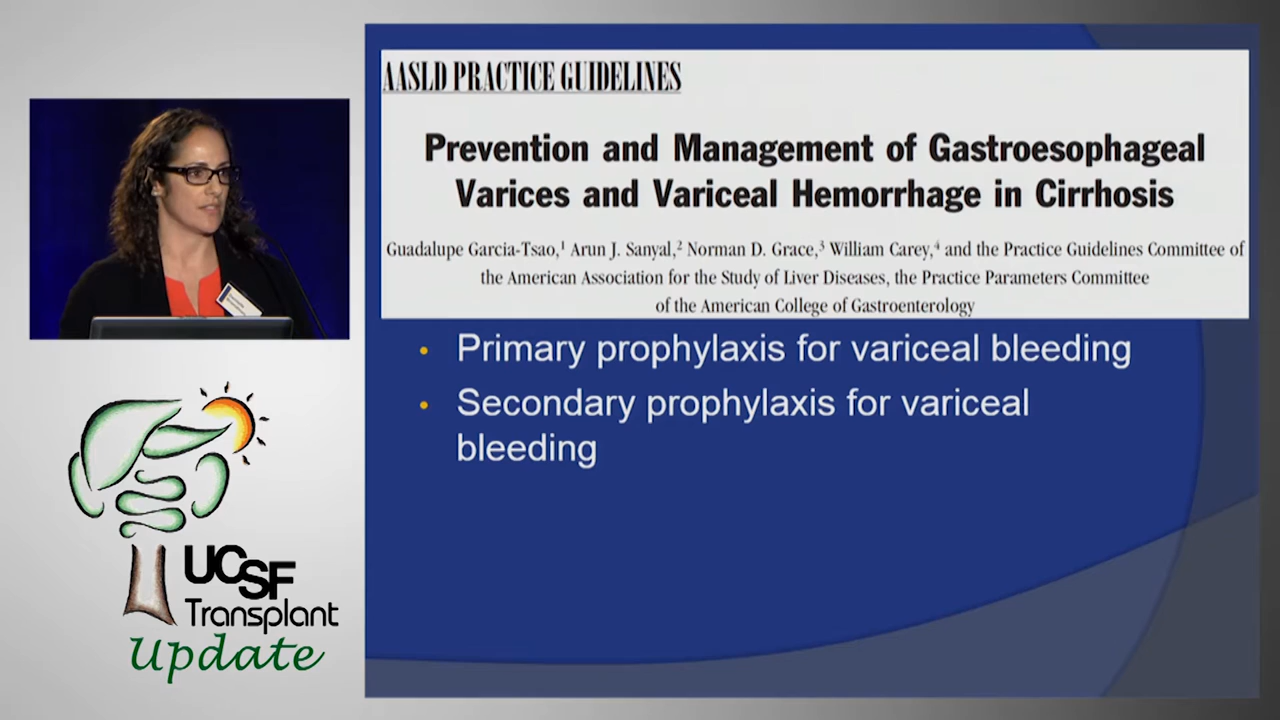 AASLD PRACTICE GUIDELINES
Prevention and Management of Gastroesophageal
Varices and Variceal Hemorrhage in Cirrhosis
Guadalupe Garcia-Tsao,¹ Arun J. Sanyal,² Norman D. Grace,³ William Carey,⁴ and the Practice Guidelines Committee of
the American Association for the Study of Liver Diseases, the Practice Parameters Committee
of the American College of Gastroenterology
• Primary prophylaxis for variceal bleeding
• Secondary prophylaxis for variceal
bleeding
UCSF
Transplant
Update